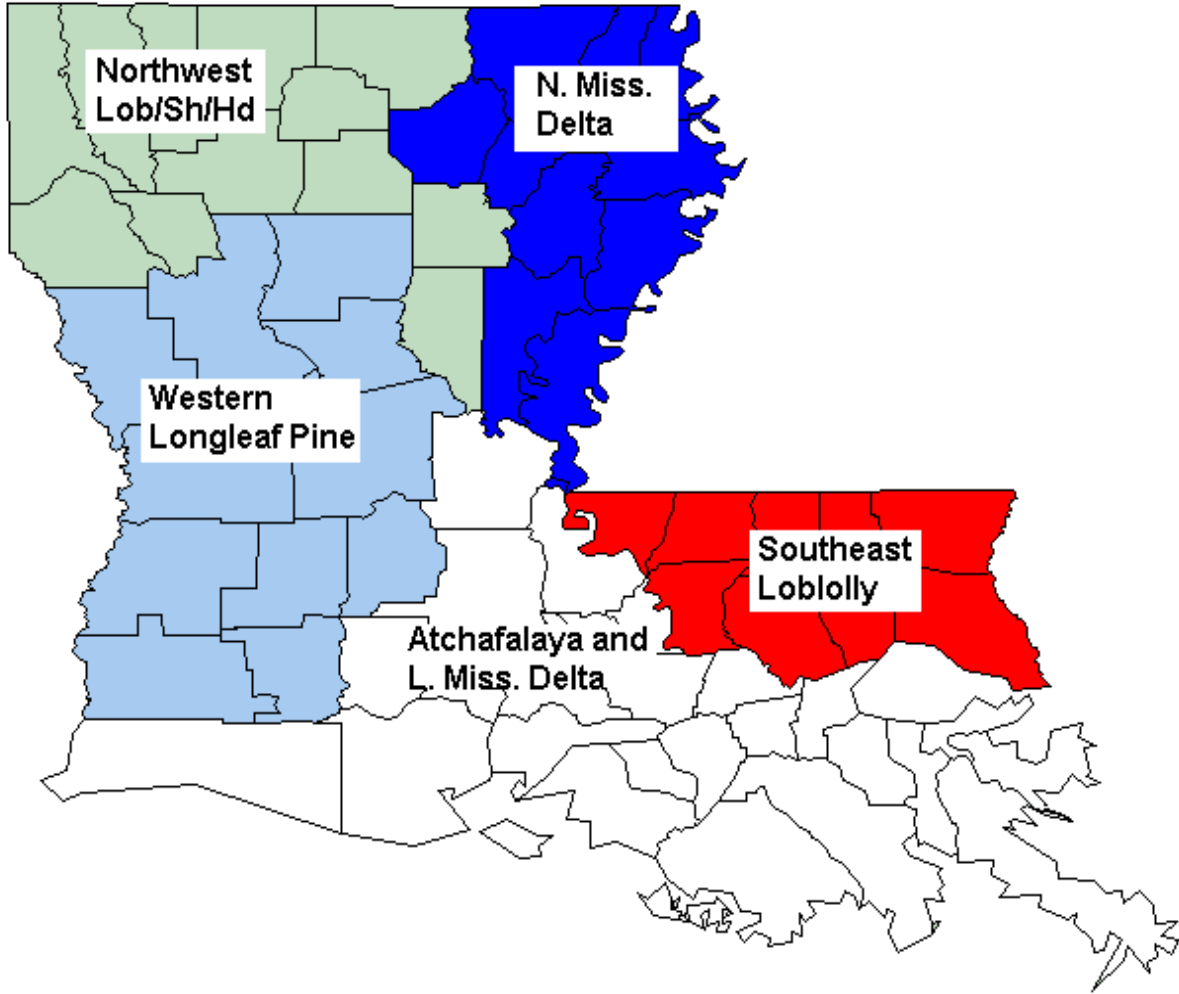 Northwest
Lob/Sh/Hd
N. Miss.
Delta
Western
Longleaf Pine
Southeast
Loblolly
Atchafalaya and
L. Miss. Delta